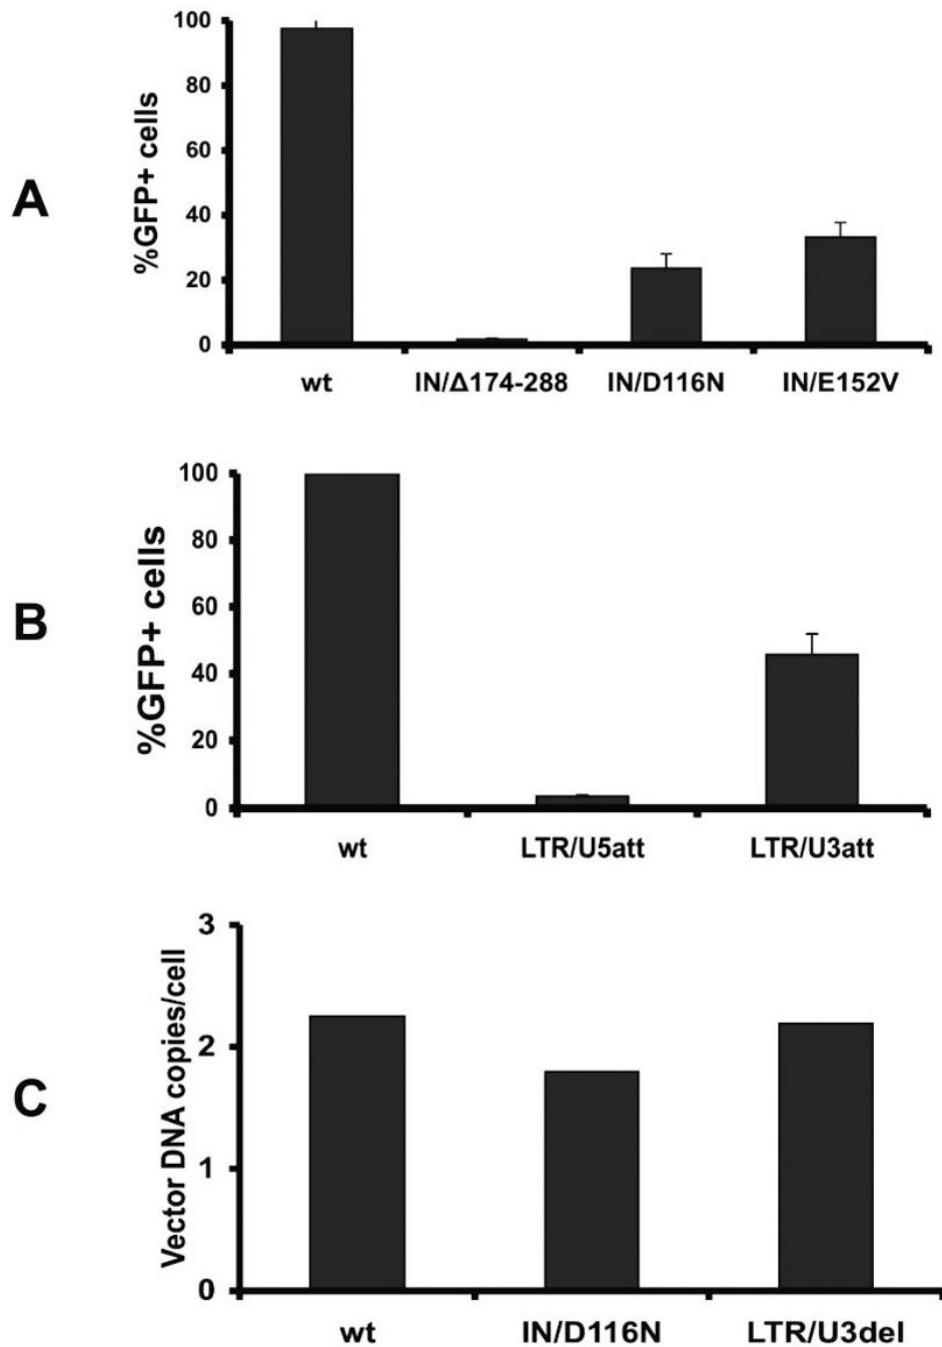 A
%GFP+ cells
100
80
60
40
20
0
wt IN/Δ174-288 IN/D116N IN/E152V
B
%GFP+ cells
100
80
60
40
20
0
wt LTR/U5att LTR/U3att
C
Vector DNA copies/cell
3
2
1
0
wt IN/D116N LTR/U3del